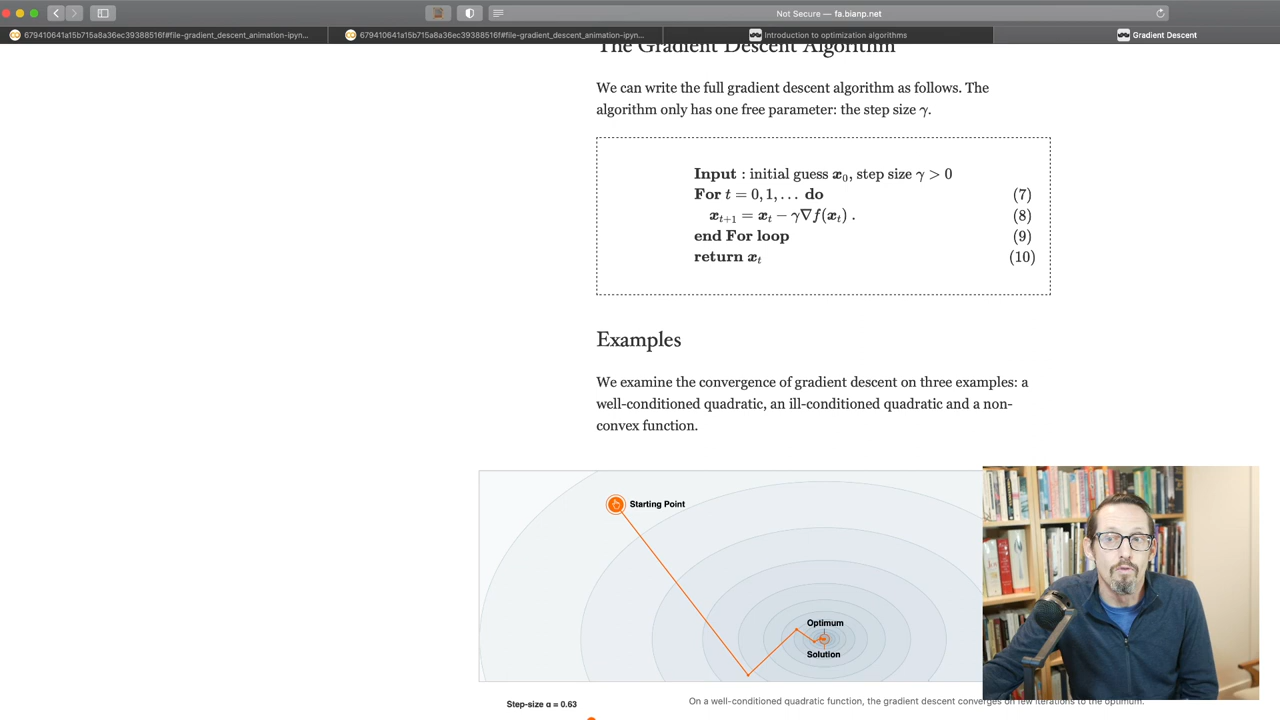 Not Secure — fa.bianp.net
679410641a15b715a8a36ec39388516f#file-gradient_descent_animation-ipyn...
679410641a15b715a8a36ec39388516f#file-gradient_descent_animation-ipyn...
Introduction to optimization algorithms
Gradient Descent
The Gradient Descent Algorithm
We can write the full gradient descent algorithm as follows. The
algorithm only has one free parameter: the step size γ.
Input : initial guess x₀, step size γ > 0
For t = 0, 1, … do (7)
xₜ₊₁ = xₜ − γ∇f(xₜ) . (8)
end For loop (9)
return xₜ (10)
Examples
We examine the convergence of gradient descent on three examples: a
well-conditioned quadratic, an ill-conditioned quadratic and a non-
convex function.
Starting Point
Optimum
Solution
Step-size α = 0.63
On a well-conditioned quadratic function, the gradient descent converges on few iterations to the optimum.